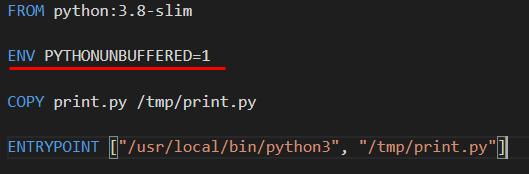 FROM python:3.8-slim
ENV PYTHONUNBUFFERED=1
COPY print.py /tmp/print.py
ENTRYPOINT ["/usr/local/bin/python3", "/tmp/print.py"]